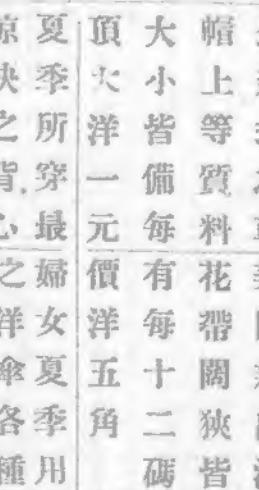 帽上等質料
大小皆備每
頂大洋一元
夏季所穿最
涼快之背心
花帶闊狹皆
有每十二碼
價洋五角
婦女夏季用
之洋傘各種